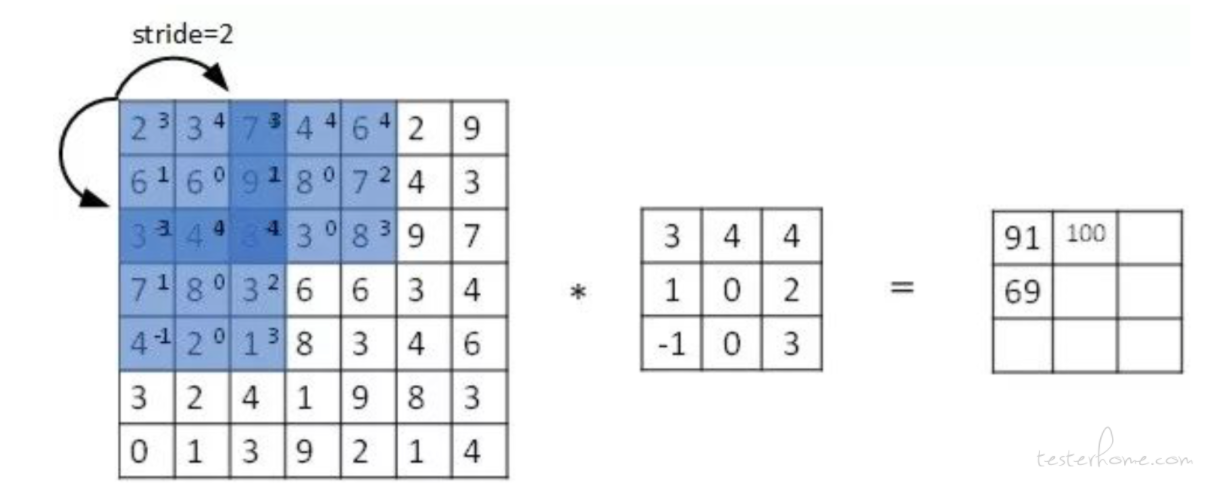 stride=2
2 3 3 4 7 4 4 6 4 2 9
6 1 6 0 9 1 8 0 7 2 4 3
3 4 8 3 0 8 3 9 7
7 1 8 0 3 2 6 6 3 4
4 -1 2 0 1 3 8 3 4 6
3 2 4 1 9 8 3
0 1 3 9 2 1 4
*
3 4 4
1 0 2
-1 0 3
=
91 100
69
testerhome.com